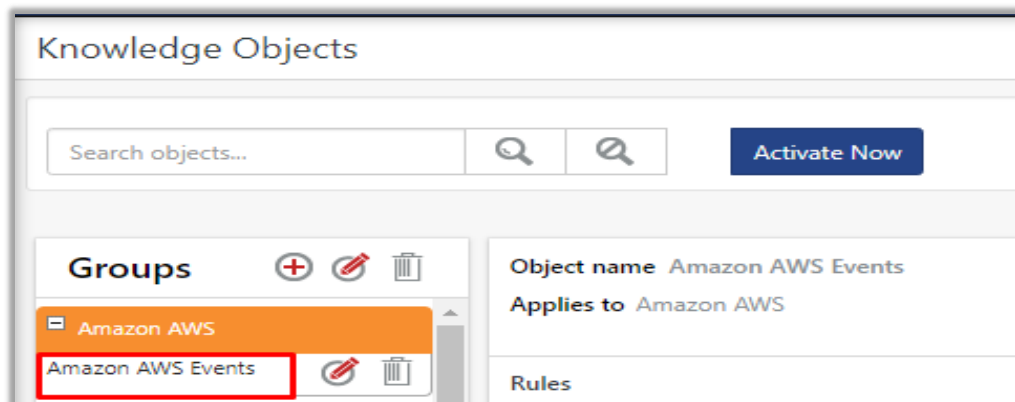 Knowledge Objects
Search objects...
Activate Now
Groups
Object name Amazon AWS Events
Applies to Amazon AWS
Amazon AWS
Amazon AWS Events
Rules